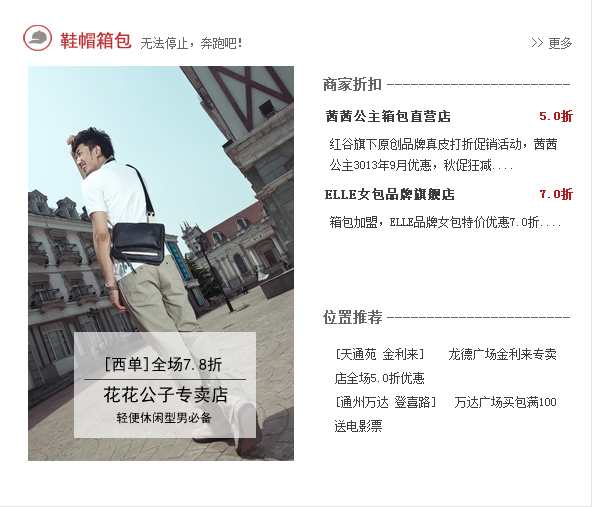 鞋帽箱包 无法停止，奔跑吧！ >> 更多
[西单]全场7.8折
花花公子专卖店
轻便休闲型男必备
商家折扣
茜茜公主箱包直营店 5.0折
红谷旗下原创品牌真皮打折促销活动，茜茜
公主3013年9月优惠，秋促狂减....
ELLE女包品牌旗舰店 7.0折
箱包加盟，ELLE品牌女包特价优惠7.0折....
位置推荐
[天通苑 金利来] 龙德广场金利来专卖
店全场5.0折优惠
[通州万达 登喜路] 万达广场买包满100
送电影票